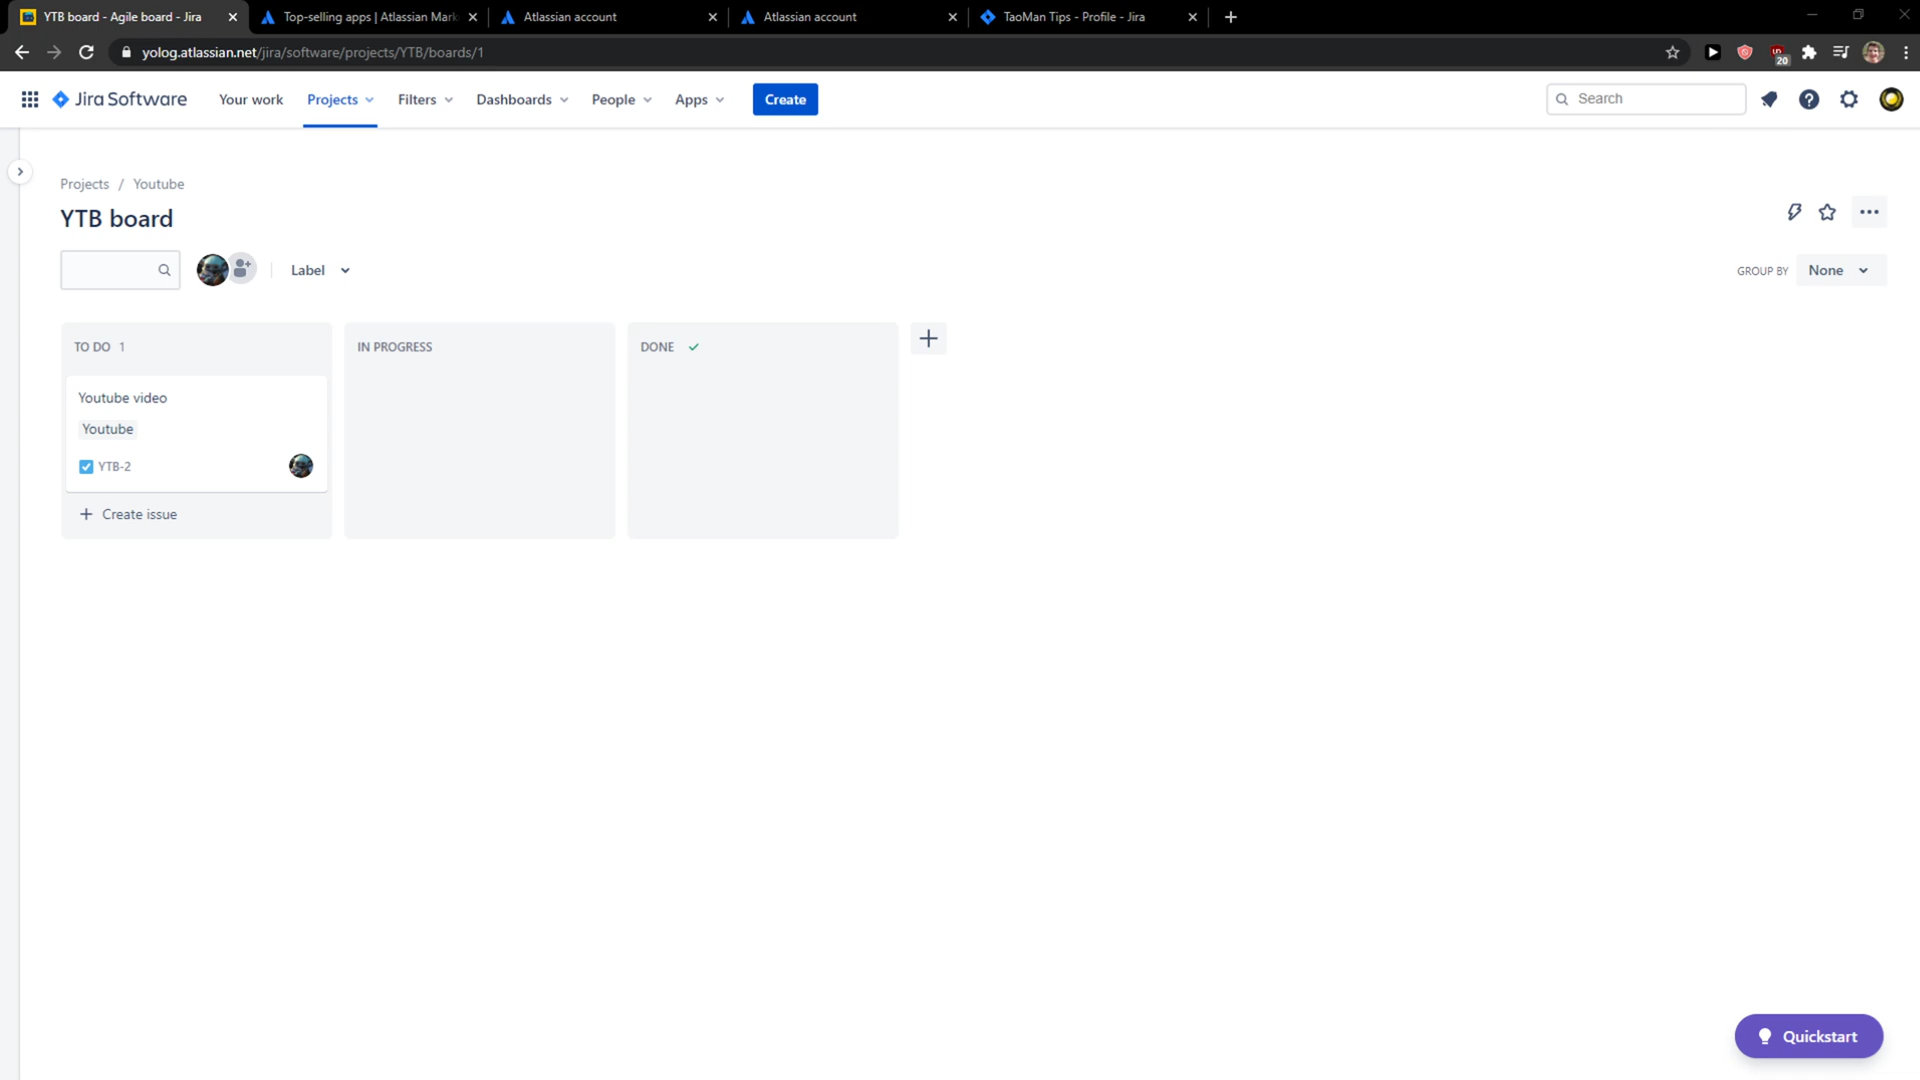 YTB board - Agile board - Jira
Top-selling apps | Atlassian Mark
Atlassian account
Atlassian account
TaoMan Tips - Profile - Jira
yolog.atlassian.net/jira/software/projects/YTB/boards/1
20
Jira Software
Your work
Projects
Filters
Dashboards
People
Apps
Create
Search
Projects / Youtube
YTB board
Label
GROUP BY
None
TO DO 1
IN PROGRESS
DONE
Youtube video
Youtube
YTB-2
Create issue
Quickstart